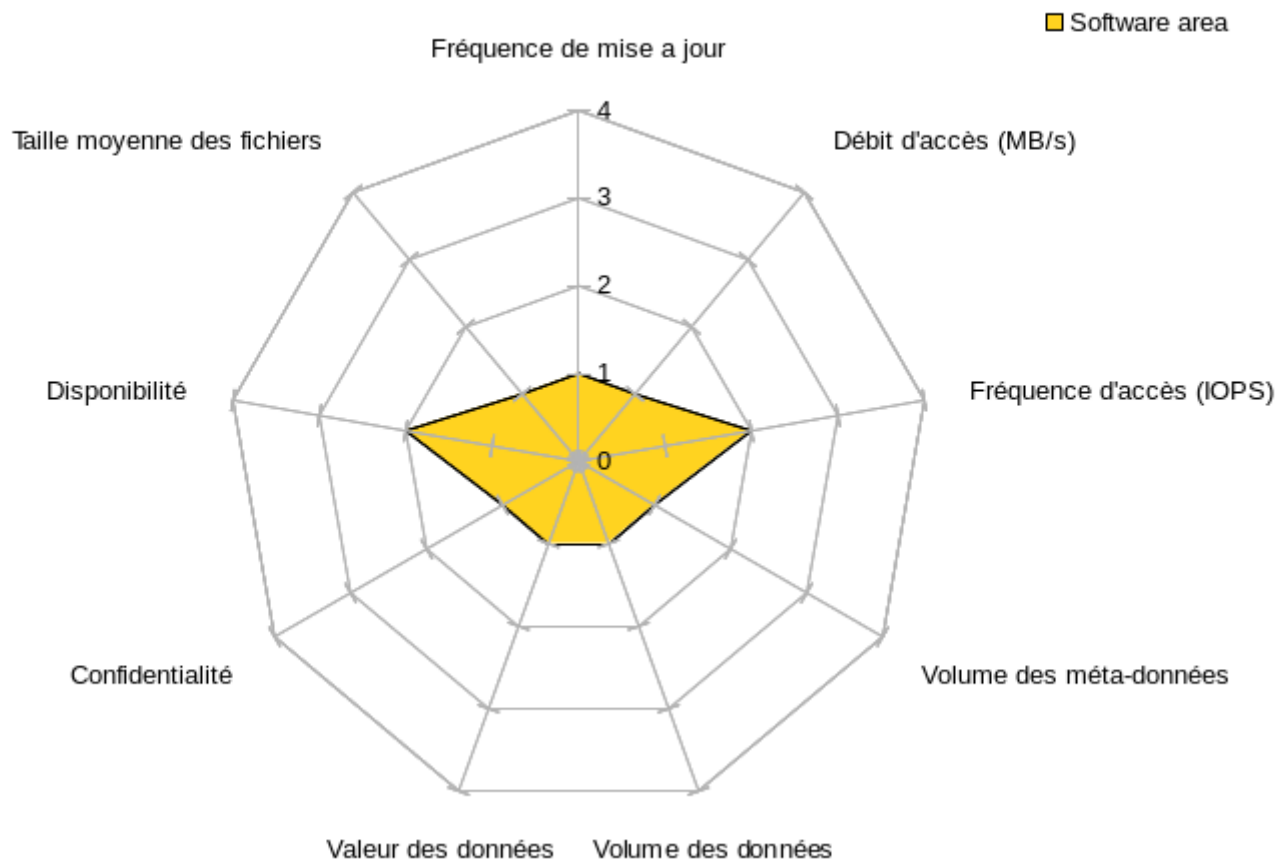 Software area
Fréquence de mise a jour
4
Taille moyenne des fichiers
Débit d'accès (MB/s)
3
2
1
Disponibilité
Fréquence d'accès (IOPS)
0
Confidentialité
Volume des méta-données
Valeur des données
Volume des données